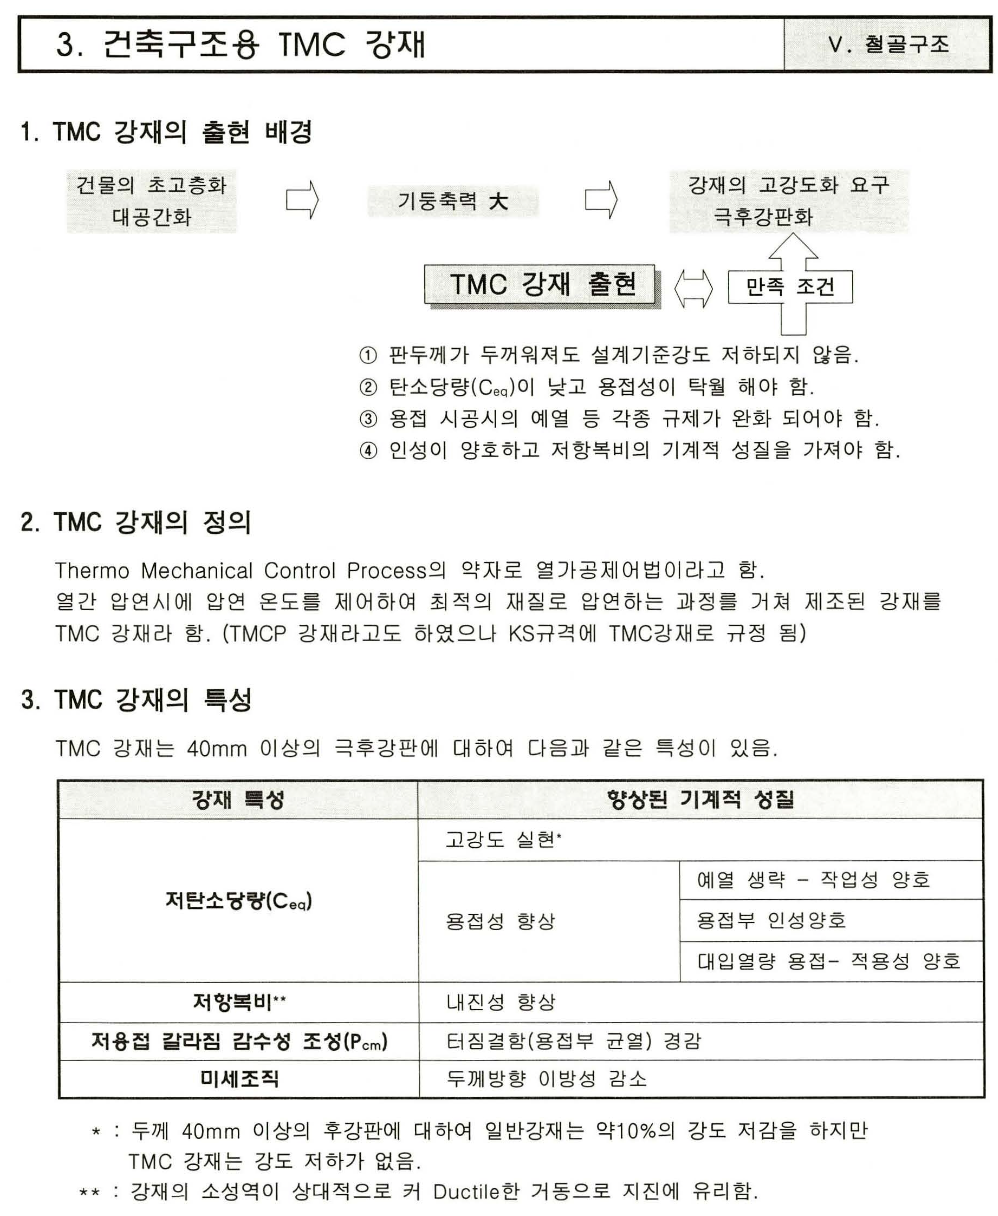 3. 건축구조용 TMC 강재
Ⅴ. 철골구조
1. TMC 강재의 출현 배경
건물의 초고층화
대공간화
기둥축력 大
강재의 고강도화 요구
극후강판화
TMC 강재 출현
만족 조건
① 판두께가 두꺼워져도 설계기준강도 저하되지 않음.
② 탄소당량(Ceq)이 낮고 용접성이 탁월 해야 함.
③ 용접 시공시의 예열 등 각종 규제가 완화 되어야 함.
④ 인성이 양호하고 저항복비의 기계적 성질을 가져야 함.
2. TMC 강재의 정의
Thermo Mechanical Control Process의 약자로 열가공제어법이라고 함.
열간 압연시에 압연 온도를 제어하여 최적의 재질로 압연하는 과정를 거쳐 제조된 강재를
TMC 강재라 함. (TMCP 강재라고도 하였으나 KS규격에 TMC강재로 규정 됨)
3. TMC 강재의 특성
TMC 강재는 40mm 이상의 극후강판에 대하여 다음과 같은 특성이 있음.
강재 특성
향상된 기계적 성질
저탄소당량(Ceq)
고강도 실현*
용접성 향상
예열 생략 - 작업성 양호
용접부 인성양호
대입열량 용접- 적용성 양호
저항복비**
내진성 향상
저용접 갈라짐 감수성 조성(Pcm)
터짐결함(용접부 균열) 경감
미세조직
두께방향 이방성 감소
* : 두께 40mm 이상의 후강판에 대하여 일반강재는 약10%의 강도 저감을 하지만
TMC 강재는 강도 저하가 없음.
** : 강재의 소성역이 상대적으로 커 Ductile한 거동으로 지진에 유리함.